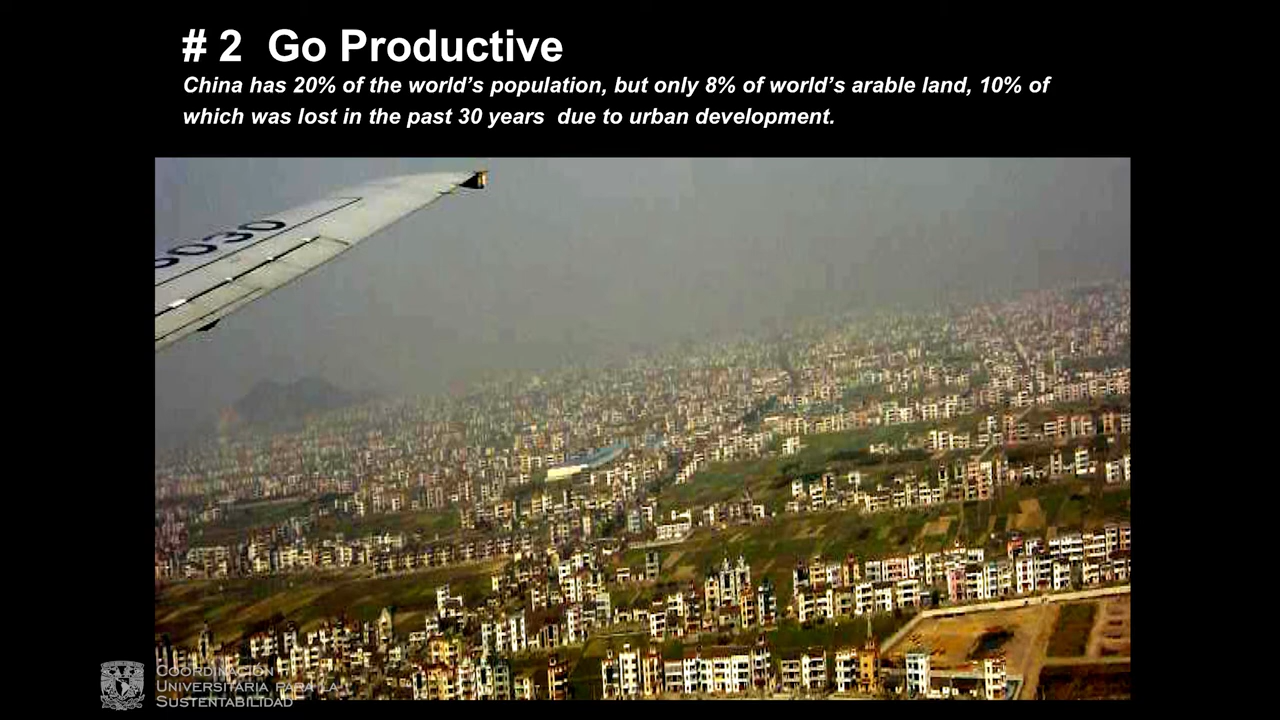 # 2 Go Productive
China has 20% of the world's population, but only 8% of world's arable land, 10% of
which was lost in the past 30 years due to urban development.
3030
Coordinación
Universitaria para la
Sustentabilidad